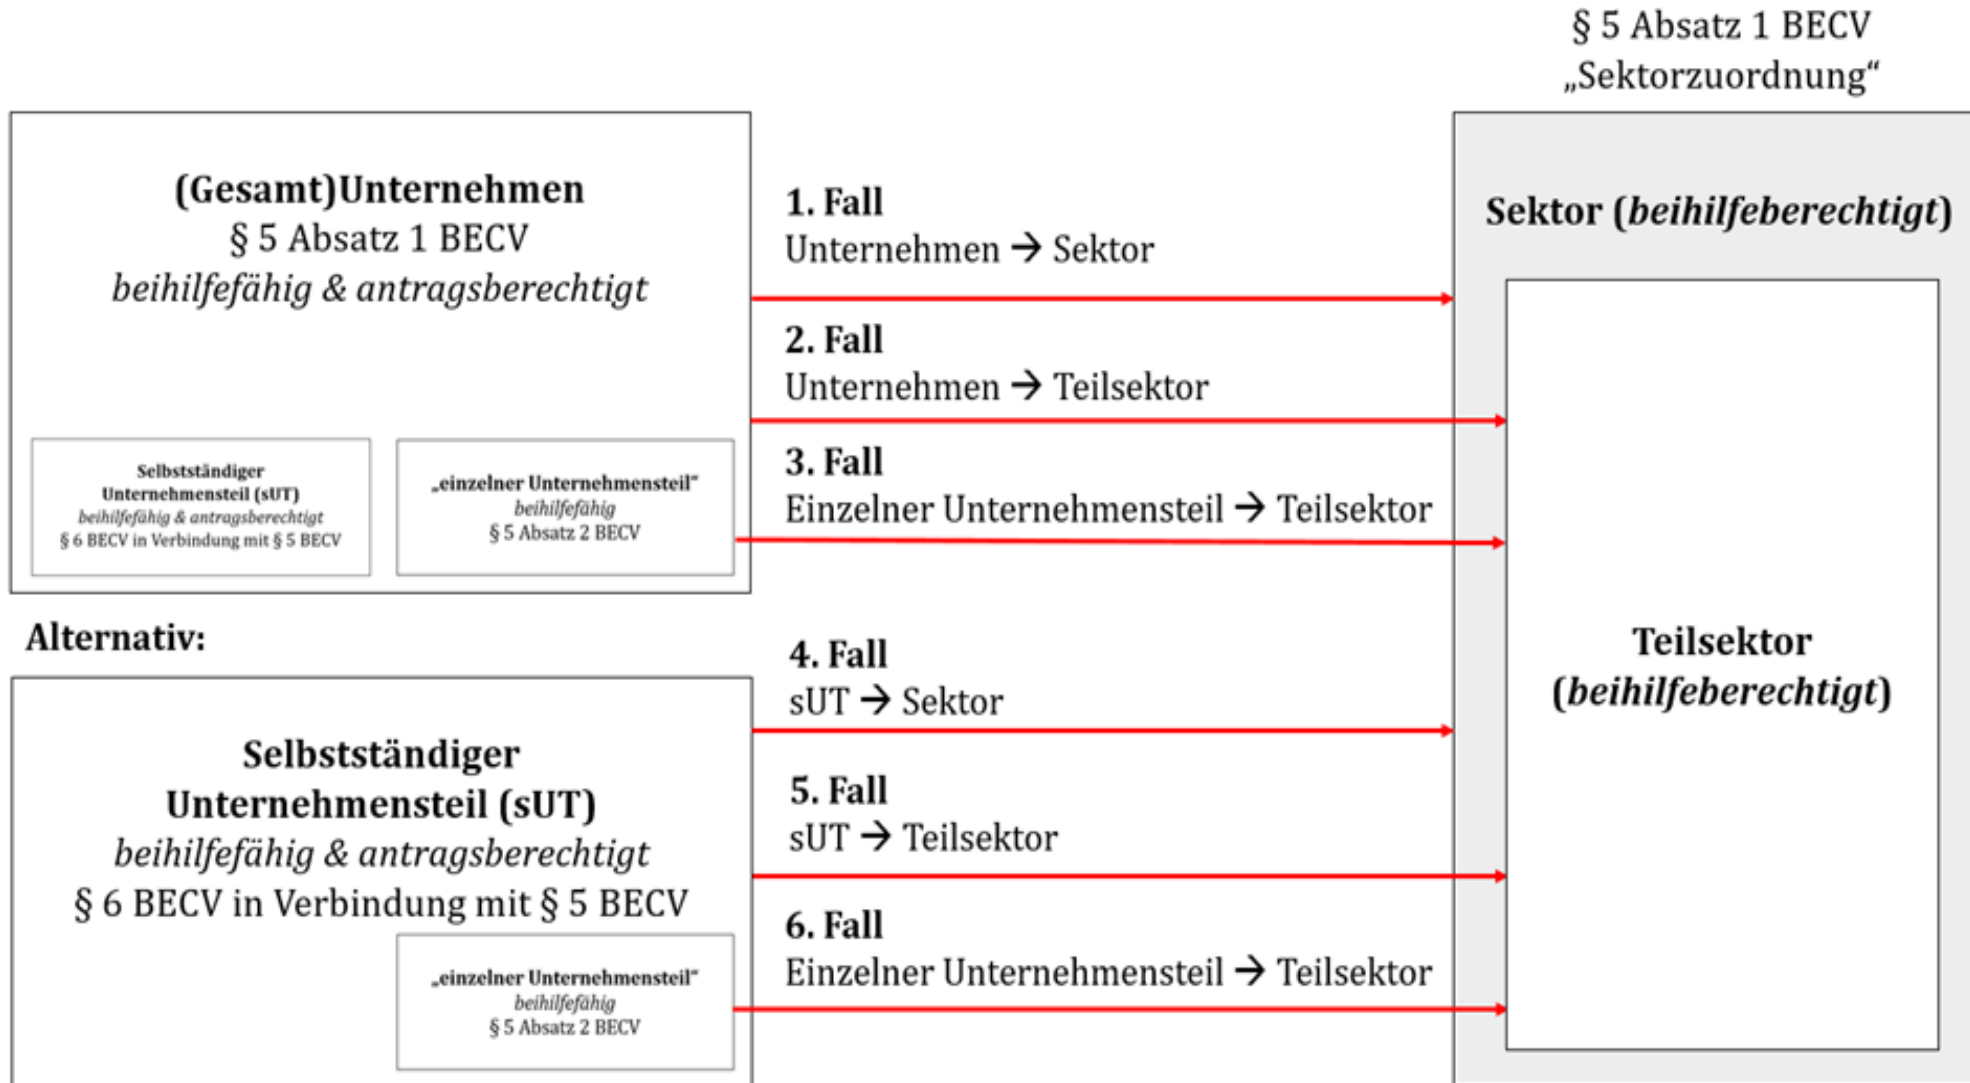 § 5 Absatz 1 BECV
„Sektorzuordnung“
(Gesamt)Unternehmen
§ 5 Absatz 1 BECV
beihilfefähig & antragsberechtigt
Selbstständiger
Unternehmensteil (sUT)
beihilfefähig & antragsberechtigt
§ 6 BECV in Verbindung mit § 5 BECV
„einzelner Unternehmensteil“
beihilfefähig
§ 5 Absatz 2 BECV
1. Fall
Unternehmen → Sektor
2. Fall
Unternehmen → Teilsektor
3. Fall
Einzelner Unternehmensteil → Teilsektor
Alternativ:
Selbstständiger
Unternehmensteil (sUT)
beihilfefähig & antragsberechtigt
§ 6 BECV in Verbindung mit § 5 BECV
„einzelner Unternehmensteil“
beihilfefähig
§ 5 Absatz 2 BECV
4. Fall
sUT → Sektor
5. Fall
sUT → Teilsektor
6. Fall
Einzelner Unternehmensteil → Teilsektor
Sektor (beihilfeberechtigt)
Teilsektor
(beihilfeberechtigt)